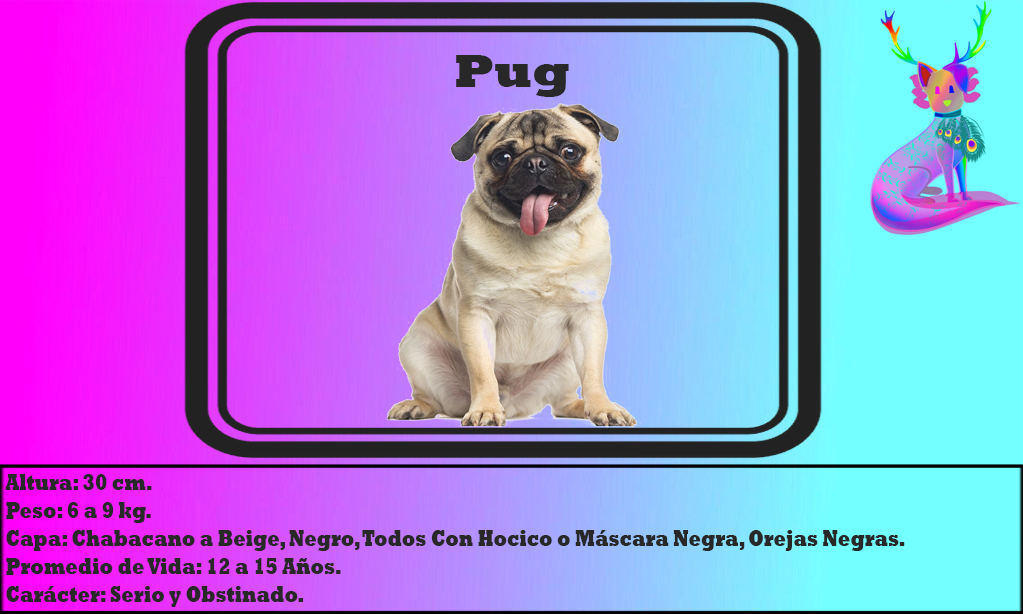 Pug
Altura: 30 cm.
Peso: 6 a 9 kg.
Capa: Chabacano a Beige, Negro, Todos Con Hocico o Máscara Negra, Orejas Negras.
Promedio de Vida: 12 a 15 Años.
Carácter: Serio y Obstinado.